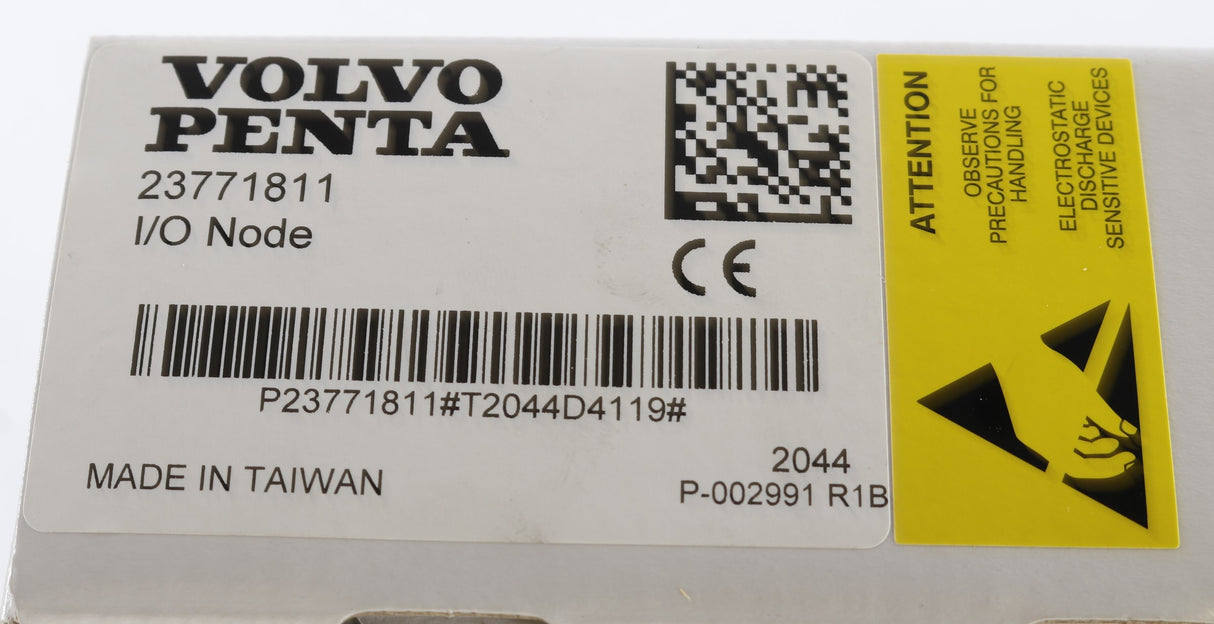 VOLVO
PENTA
23771811
I/O Node
CE
P23771811#T2044D4119#
MADE IN TAIWAN
2044
P-002991 R1B
ATTENTION
OBSERVE
PRECAUTIONS FOR
HANDLING
ELECTROSTATIC
DISCHARGE
SENSITIVE DEVICES